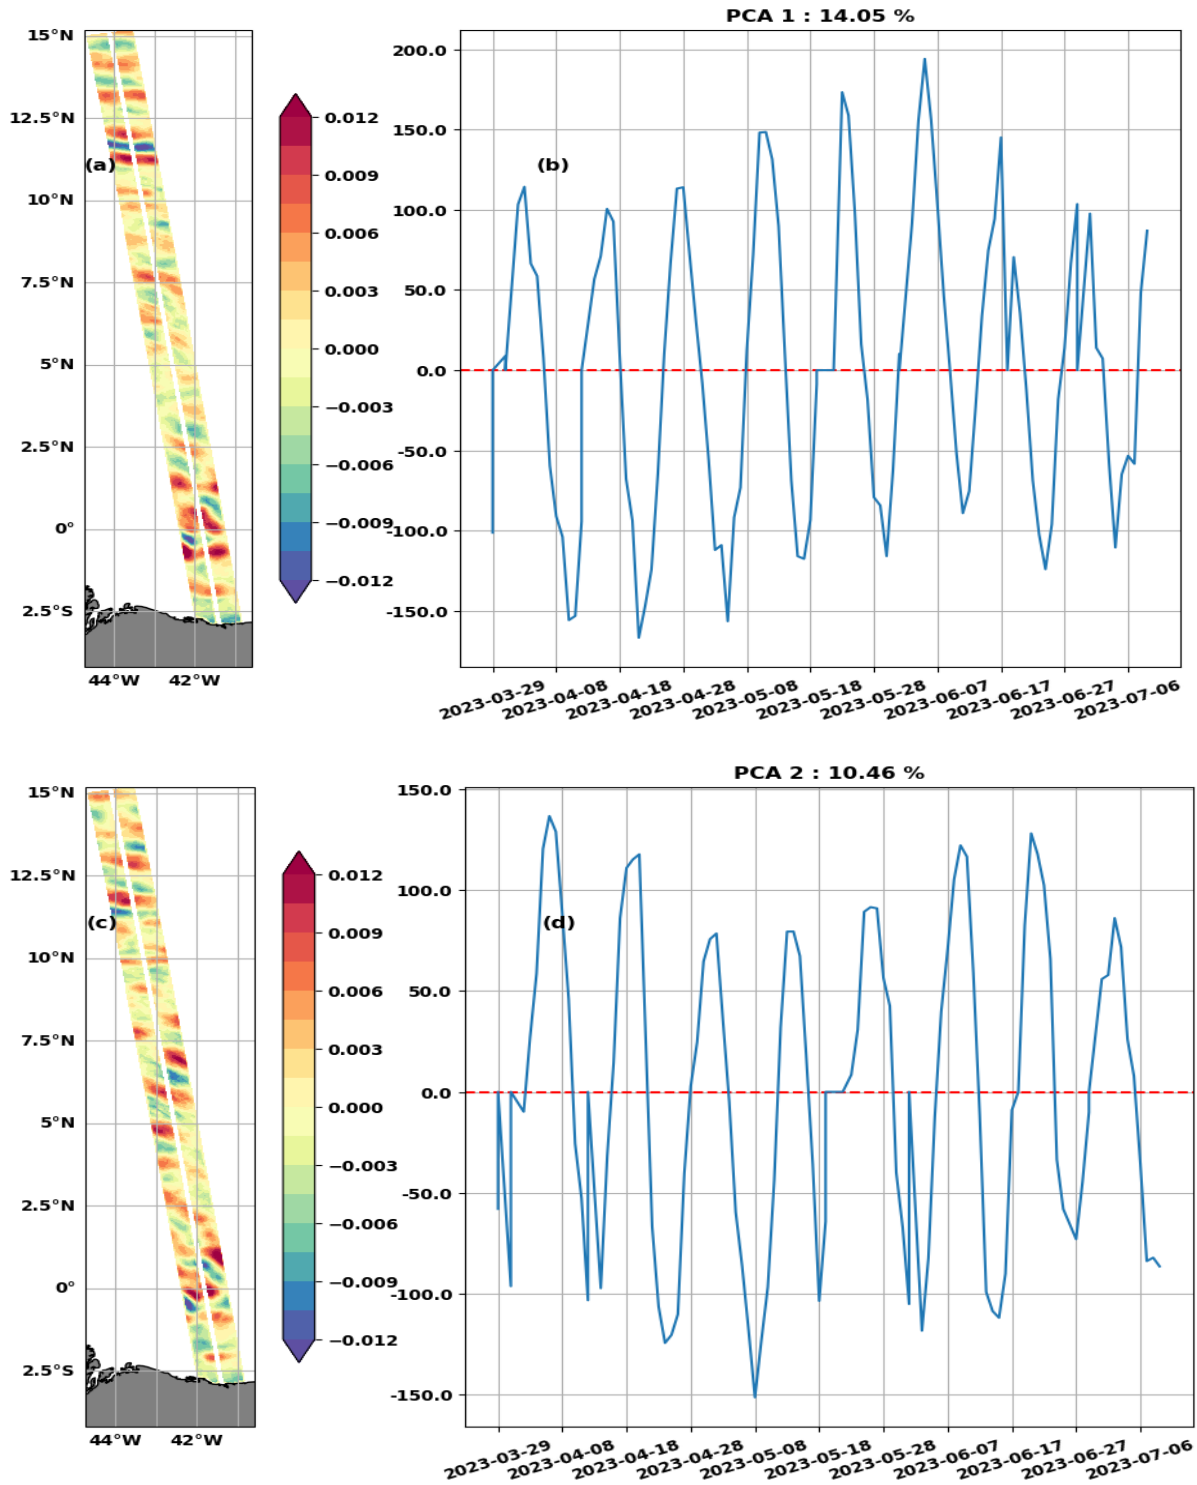 PCA 1 : 14.05 %
15°N
12.5°N
(a)
10°N
7.5°N
5°N
2.5°N
0°
2.5°S
44°W 42°W
0.012
0.009
0.006
0.003
0.000
−0.003
−0.006
−0.009
−0.012
200.0
150.0
(b)
100.0
50.0
0.0
-50.0
-100.0
-150.0
2023-03-29 2023-04-08 2023-04-18 2023-04-28 2023-05-08 2023-05-18 2023-05-28 2023-06-07 2023-06-17 2023-06-27 2023-07-06
PCA 2 : 10.46 %
15°N
12.5°N
(c)
10°N
7.5°N
5°N
2.5°N
0°
2.5°S
44°W 42°W
0.012
0.009
0.006
0.003
0.000
−0.003
−0.006
−0.009
−0.012
150.0
100.0
(d)
50.0
0.0
-50.0
-100.0
-150.0
2023-03-29 2023-04-08 2023-04-18 2023-04-28 2023-05-08 2023-05-18 2023-05-28 2023-06-07 2023-06-17 2023-06-27 2023-07-06